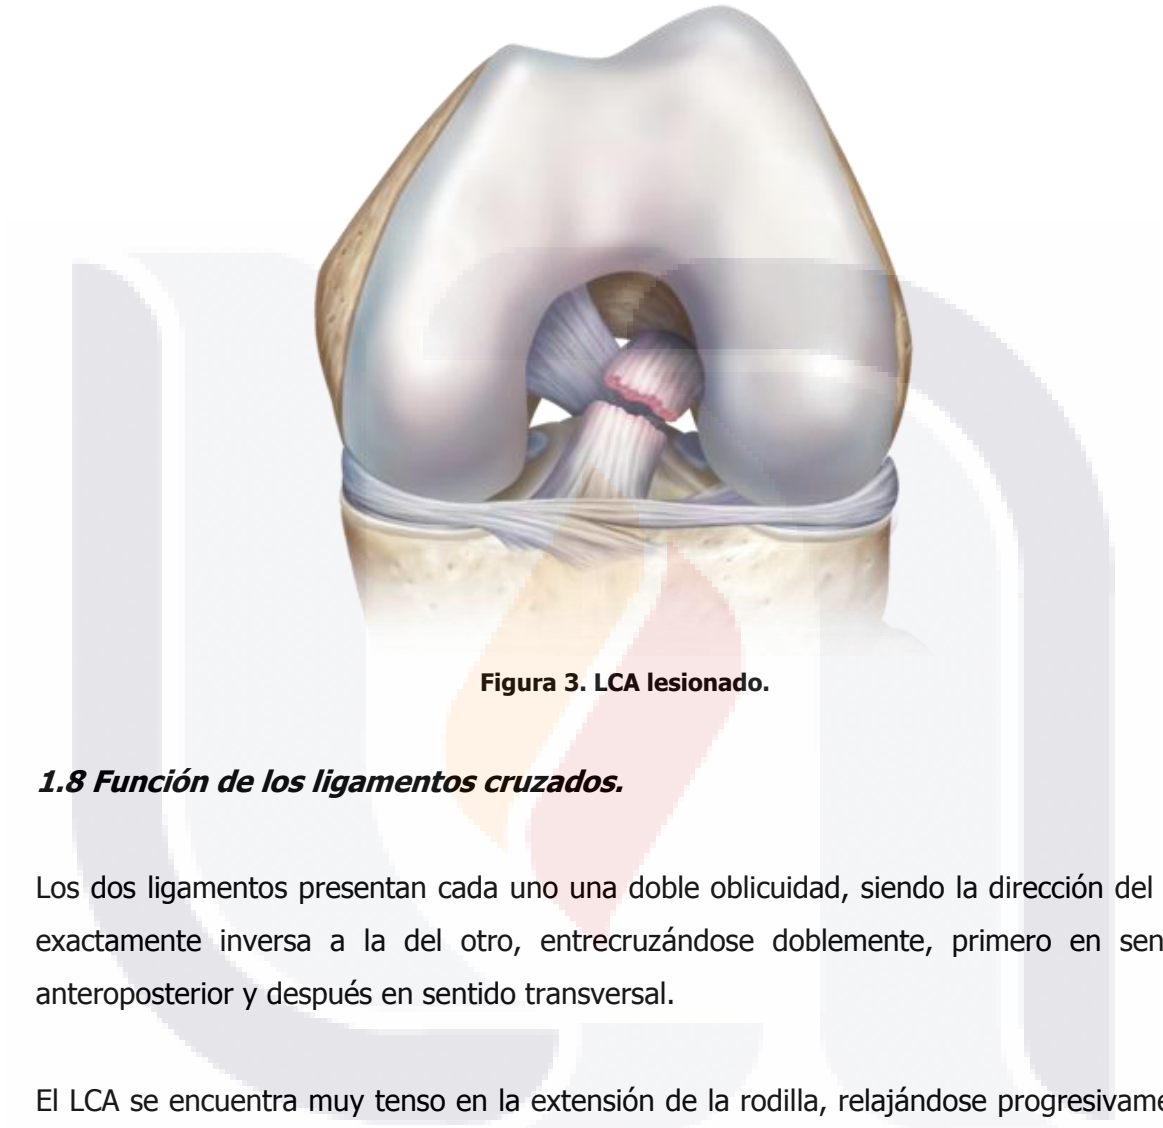 Figura 3. LCA lesionado.
1.8 Función de los ligamentos cruzados.
Los dos ligamentos presentan cada uno una doble oblicuidad, siendo la dirección del
exactamente inversa a la del otro, entrecruzándose doblemente, primero en
anteroposterior y después en sentido transversal.
El LCA se encuentra muy tenso en la extensión de la rodilla, relajándose